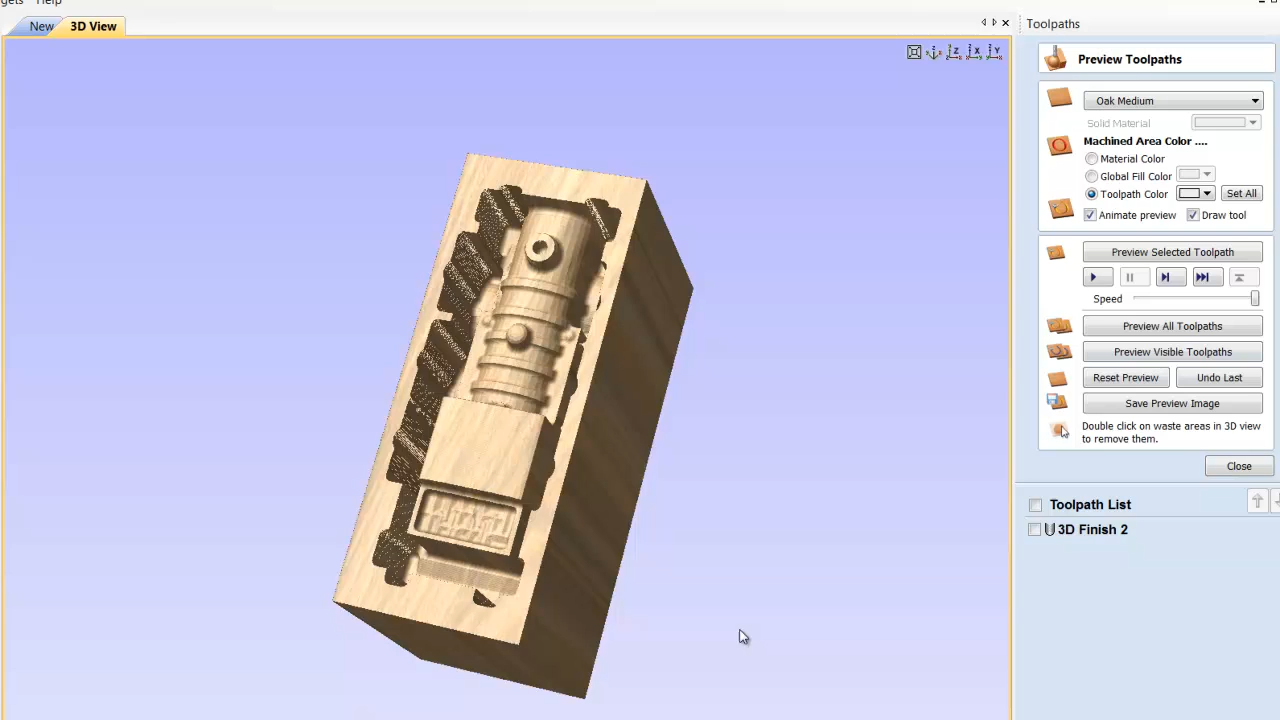 gets Help
New 3D View
Z X Y
Toolpaths
Preview Toolpaths
Oak Medium
Solid Material
Machined Area Color ....
Material Color
Global Fill Color
Toolpath Color Set All
Animate preview Draw tool
Preview Selected Toolpath
Speed
Preview All Toolpaths
Preview Visible Toolpaths
Reset Preview Undo Last
Save Preview Image
Double click on waste areas in 3D view
to remove them.
Close
Toolpath List
3D Finish 2